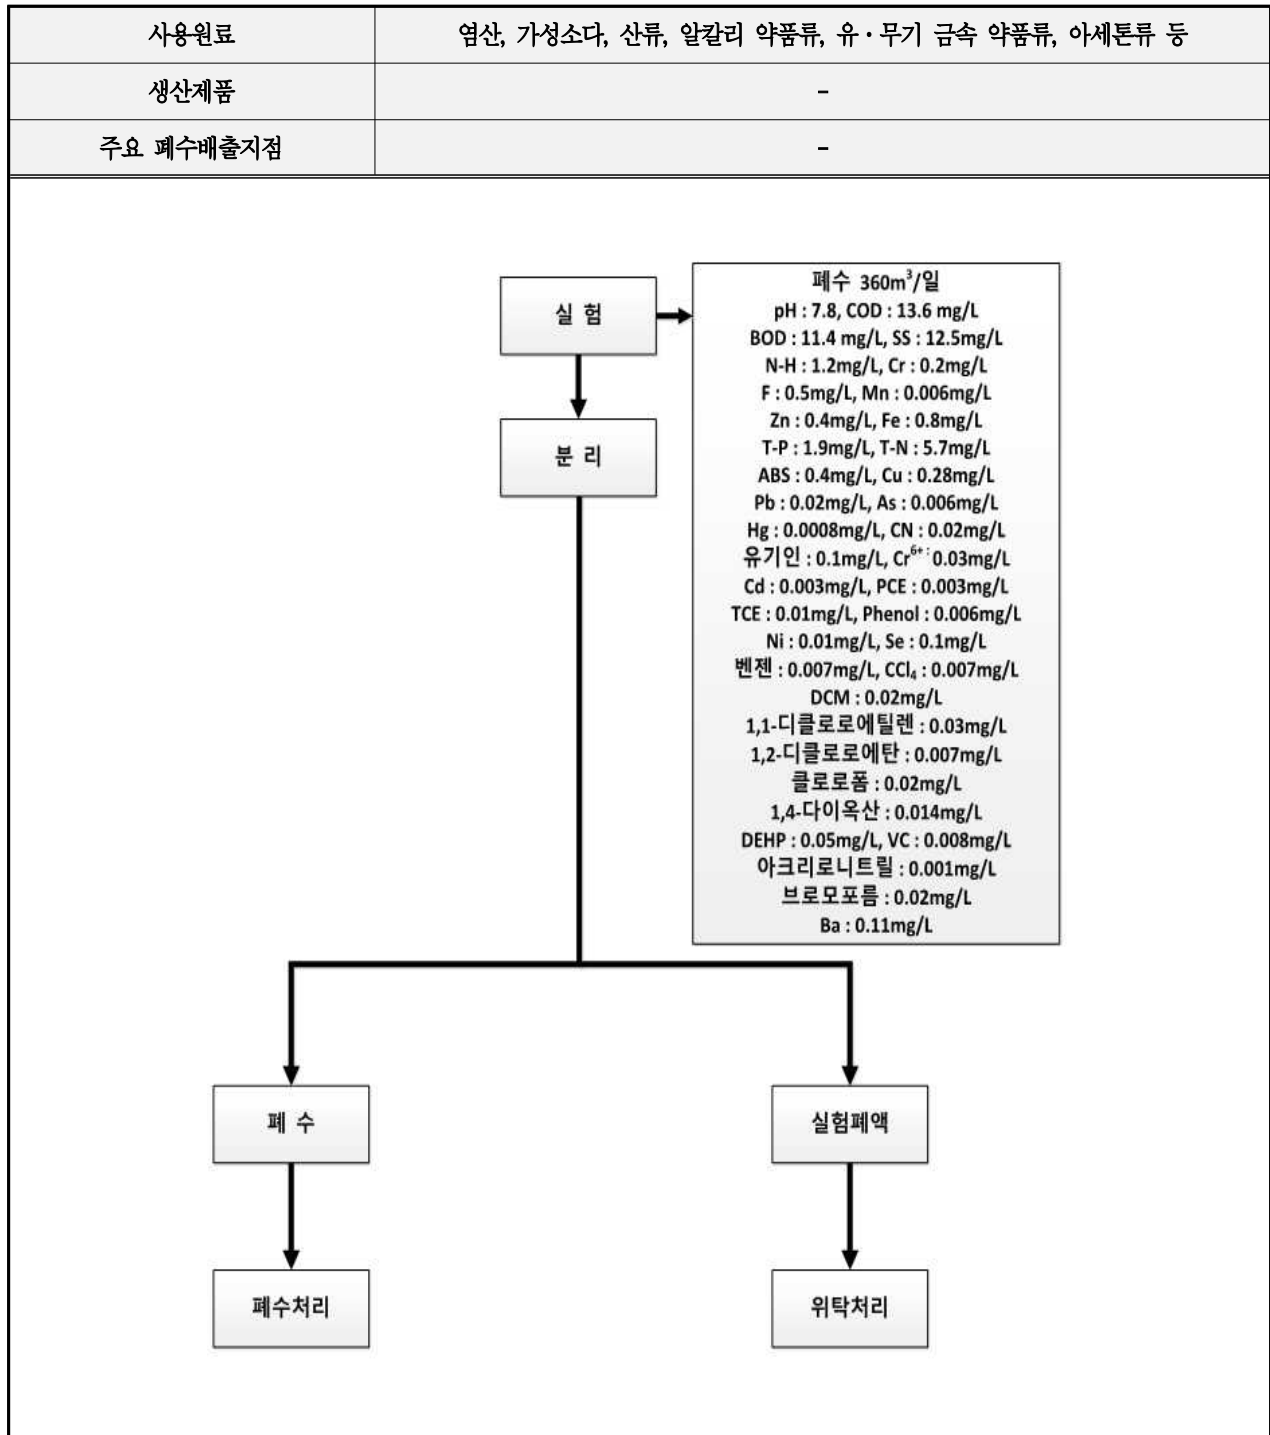 사용원료
염산, 가성소다, 산류, 알칼리 약품류, 유·무기 금속 약품류, 아세톤류 등
생산제품
-
주요 폐수배출지점
-
실 험
폐수 360m³/일
pH : 7.8, COD : 13.6 mg/L
BOD : 11.4 mg/L, SS : 12.5mg/L
N-H : 1.2mg/L, Cr : 0.2mg/L
F : 0.5mg/L, Mn : 0.006mg/L
Zn : 0.4mg/L, Fe : 0.8mg/L
T-P : 1.9mg/L, T-N : 5.7mg/L
ABS : 0.4mg/L, Cu : 0.28mg/L
Pb : 0.02mg/L, As : 0.006mg/L
Hg : 0.0008mg/L, CN : 0.02mg/L
유기인 : 0.1mg/L, Cr⁶⁺ : 0.03mg/L
Cd : 0.003mg/L, PCE : 0.003mg/L
TCE : 0.01mg/L, Phenol : 0.006mg/L
Ni : 0.01mg/L, Se : 0.1mg/L
벤젠 : 0.007mg/L, CCl₄ : 0.007mg/L
DCM : 0.02mg/L
1,1-디클로로에틸렌 : 0.03mg/L
1,2-디클로로에탄 : 0.007mg/L
클로로폼 : 0.02mg/L
1,4-다이옥산 : 0.014mg/L
DEHP : 0.05mg/L, VC : 0.008mg/L
아크리로니트릴 : 0.001mg/L
브로모포름 : 0.02mg/L
Ba : 0.11mg/L
분 리
폐 수
실험폐액
폐수처리
위탁처리